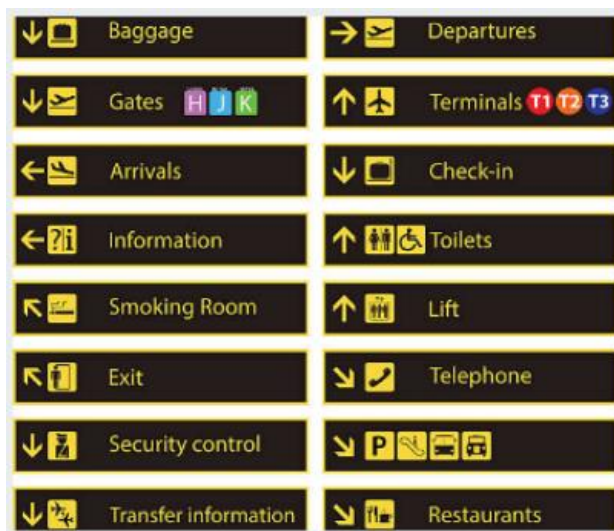 Baggage
Departures
Gates H J K
Terminals T1 T2 T3
Arrivals
Check-in
?i Information
Toilets
Smoking Room
Lift
Exit
Telephone
Security control
P
Transfer information
Restaurants